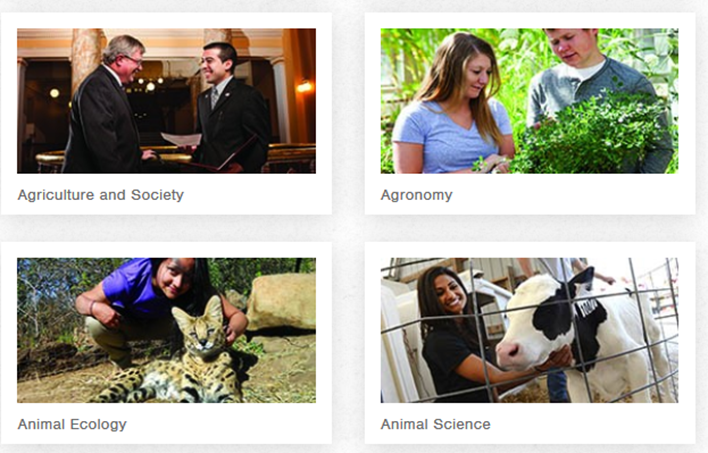 Agriculture and Society
Agronomy
Animal Ecology
Animal Science